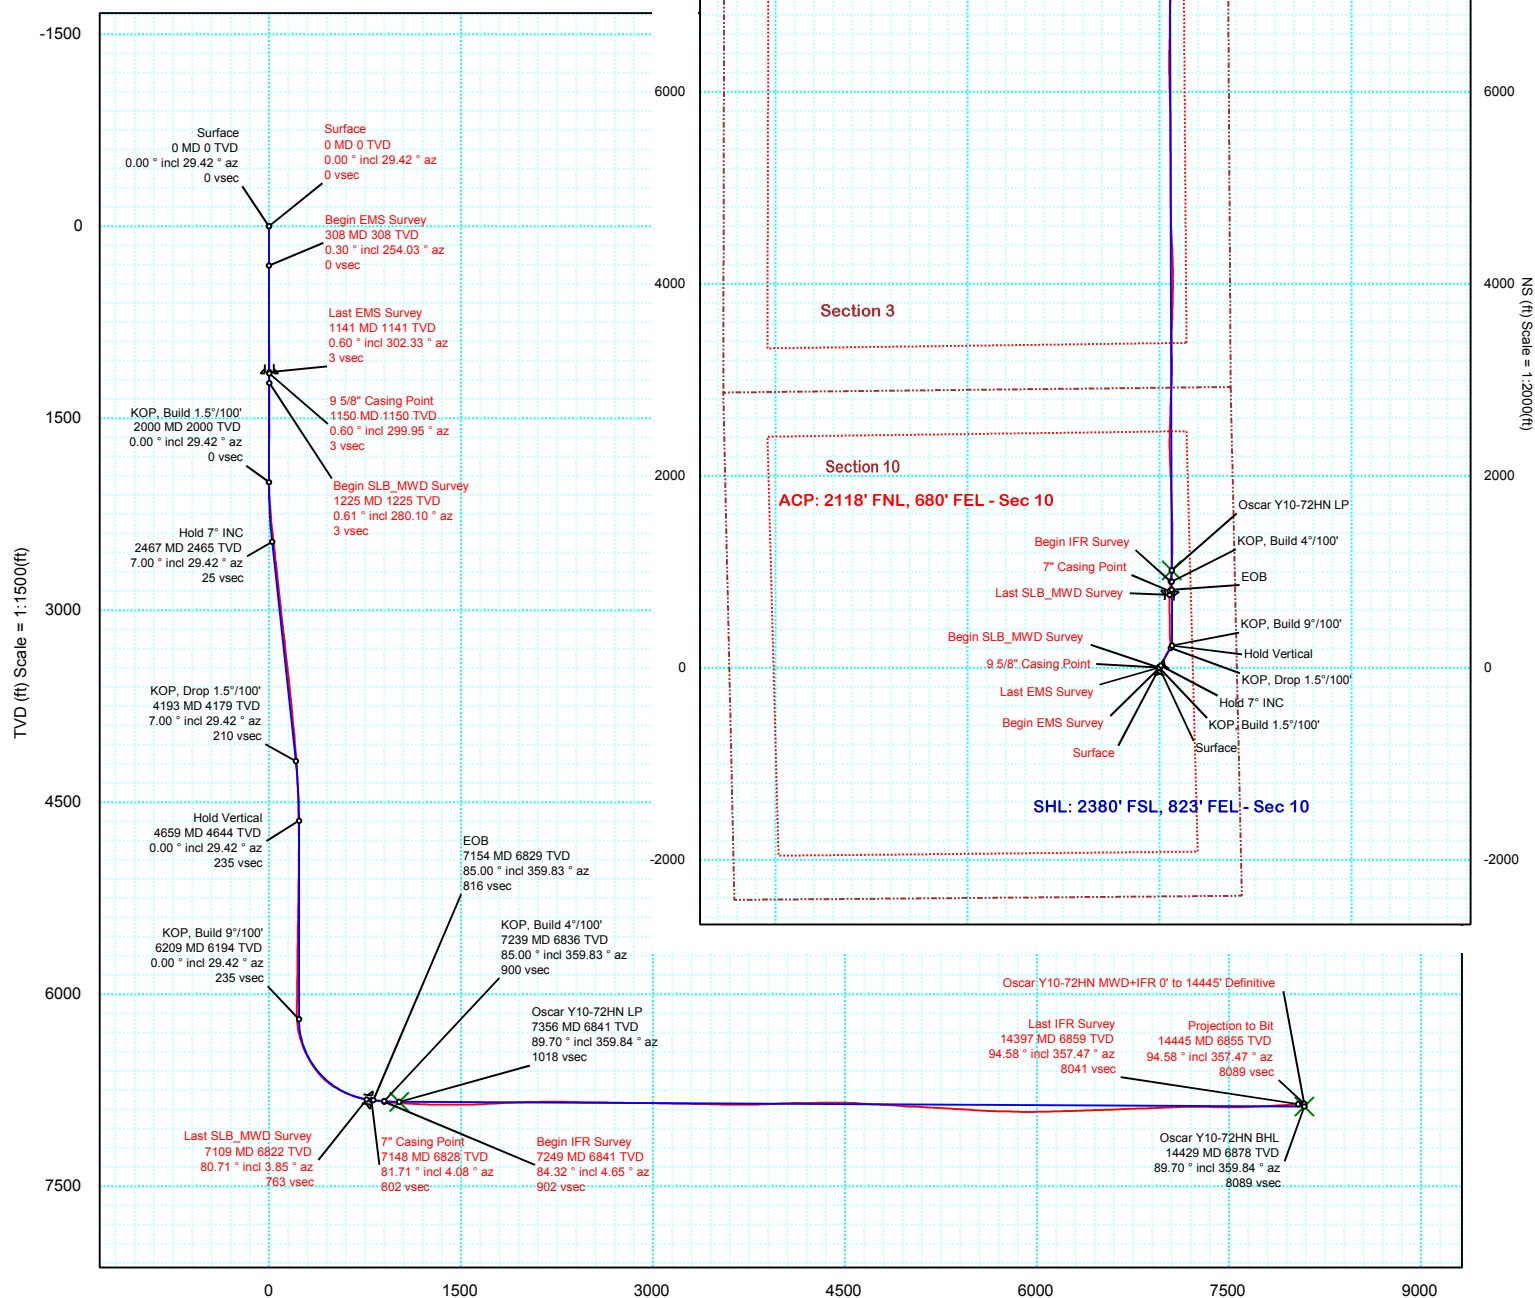 -1500
0
1500
3000
4500
6000
7500
TVD (ft) Scale = 1:1500(ft)
Surface
0 MD 0 TVD
0.00 ° incl 29.42 ° az
0 vsec
Surface
0 MD 0 TVD
0.00 ° incl 29.42 ° az
0 vsec
Begin EMS Survey
308 MD 308 TVD
0.30 ° incl 254.03 ° az
0 vsec
Last EMS Survey
1141 MD 1141 TVD
0.60 ° incl 302.33 ° az
3 vsec
9 5/8" Casing Point
1150 MD 1150 TVD
0.60 ° incl 299.95 ° az
3 vsec
KOP, Build 1.5°/100'
2000 MD 2000 TVD
0.00 ° incl 29.42 ° az
0 vsec
Begin SLB_MWD Survey
1225 MD 1225 TVD
0.61 ° incl 280.10 ° az
3 vsec
Hold 7° INC
2467 MD 2465 TVD
7.00 ° incl 29.42 ° az
25 vsec
KOP, Drop 1.5°/100'
4193 MD 4179 TVD
7.00 ° incl 29.42 ° az
210 vsec
Hold Vertical
4659 MD 4644 TVD
0.00 ° incl 29.42 ° az
235 vsec
EOB
7154 MD 6829 TVD
85.00 ° incl 359.83 ° az
816 vsec
KOP, Build 9°/100'
6209 MD 6194 TVD
0.00 ° incl 29.42 ° az
235 vsec
KOP, Build 4°/100'
7239 MD 6836 TVD
85.00 ° incl 359.83 ° az
900 vsec
Oscar Y10-72HN LP
7356 MD 6841 TVD
89.70 ° incl 359.84 ° az
1018 vsec
Last SLB_MWD Survey
7109 MD 6822 TVD
80.71 ° incl 3.85 ° az
763 vsec
7" Casing Point
7148 MD 6828 TVD
81.71 ° incl 4.08 ° az
802 vsec
Begin IFR Survey
7249 MD 6841 TVD
84.32 ° incl 4.65 ° az
902 vsec
Oscar Y10-72HN MWD+IFR 0' to 14445' Definitive
Last IFR Survey
14397 MD 6859 TVD
94.58 ° incl 357.47 ° az
8041 vsec
Projection to Bit
14445 MD 6855 TVD
94.58 ° incl 357.47 ° az
8089 vsec
Oscar Y10-72HN BHL
14429 MD 6878 TVD
89.70 ° incl 359.84 ° az
8089 vsec
0
1500
3000
4500
6000
7500
9000
6000
4000
2000
0
-2000
6000
4000
2000
0
-2000
NS (ft) Scale = 1:2000(ft)
Section 3
Section 10
ACP: 2118' FNL, 680' FEL - Sec 10
Oscar Y10-72HN LP
Begin IFR Survey
KOP, Build 4°/100'
7" Casing Point
EOB
Last SLB_MWD Survey
KOP, Build 9°/100'
Begin SLB_MWD Survey
Hold Vertical
9 5/8" Casing Point
KOP, Drop 1.5°/100'
Last EMS Survey
Hold 7° INC
Begin EMS Survey
KOP, Build 1.5°/100'
Surface
Surface
SHL: 2380' FSL, 823' FEL - Sec 10